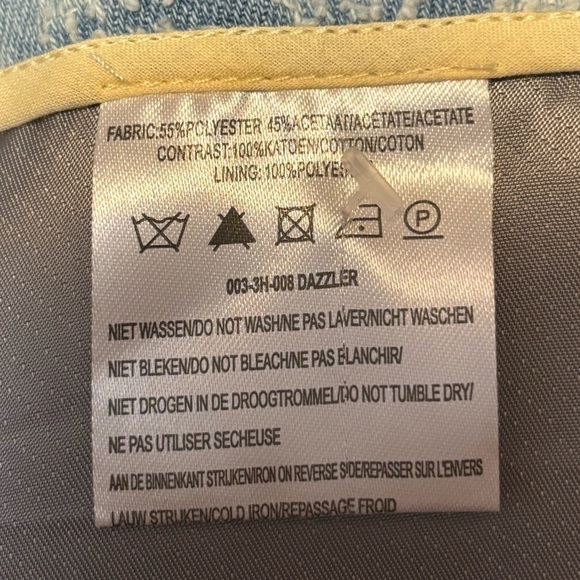 FABRIC:55%POLYESTER 45%ACETAAT/ACÉTATE/ACETATE
CONTRAST:100%KATOEN/COTTON/COTON
LINING: 100%
P
003-3H-008 DAZZLER
NIET WASSEN/DO NOT WASH/NE PAS LAVER/NICHT WASCHEN
NIET BLEKEN/DO NOT BLEACH/NE PAS BLANCHIR/
NIET DROGEN IN DE DROOGTROMMEL/DO NOT TUMBLE DRY/
NE PAS UTILISER SECHEUSE
AAN DE BINNENKANT STRIJKEN/IRON ON REVERSE SIDE/REPASSER SUR L'ENVERS
LAUW STRIJKEN/COLD IRON/REPASSAGE FROID